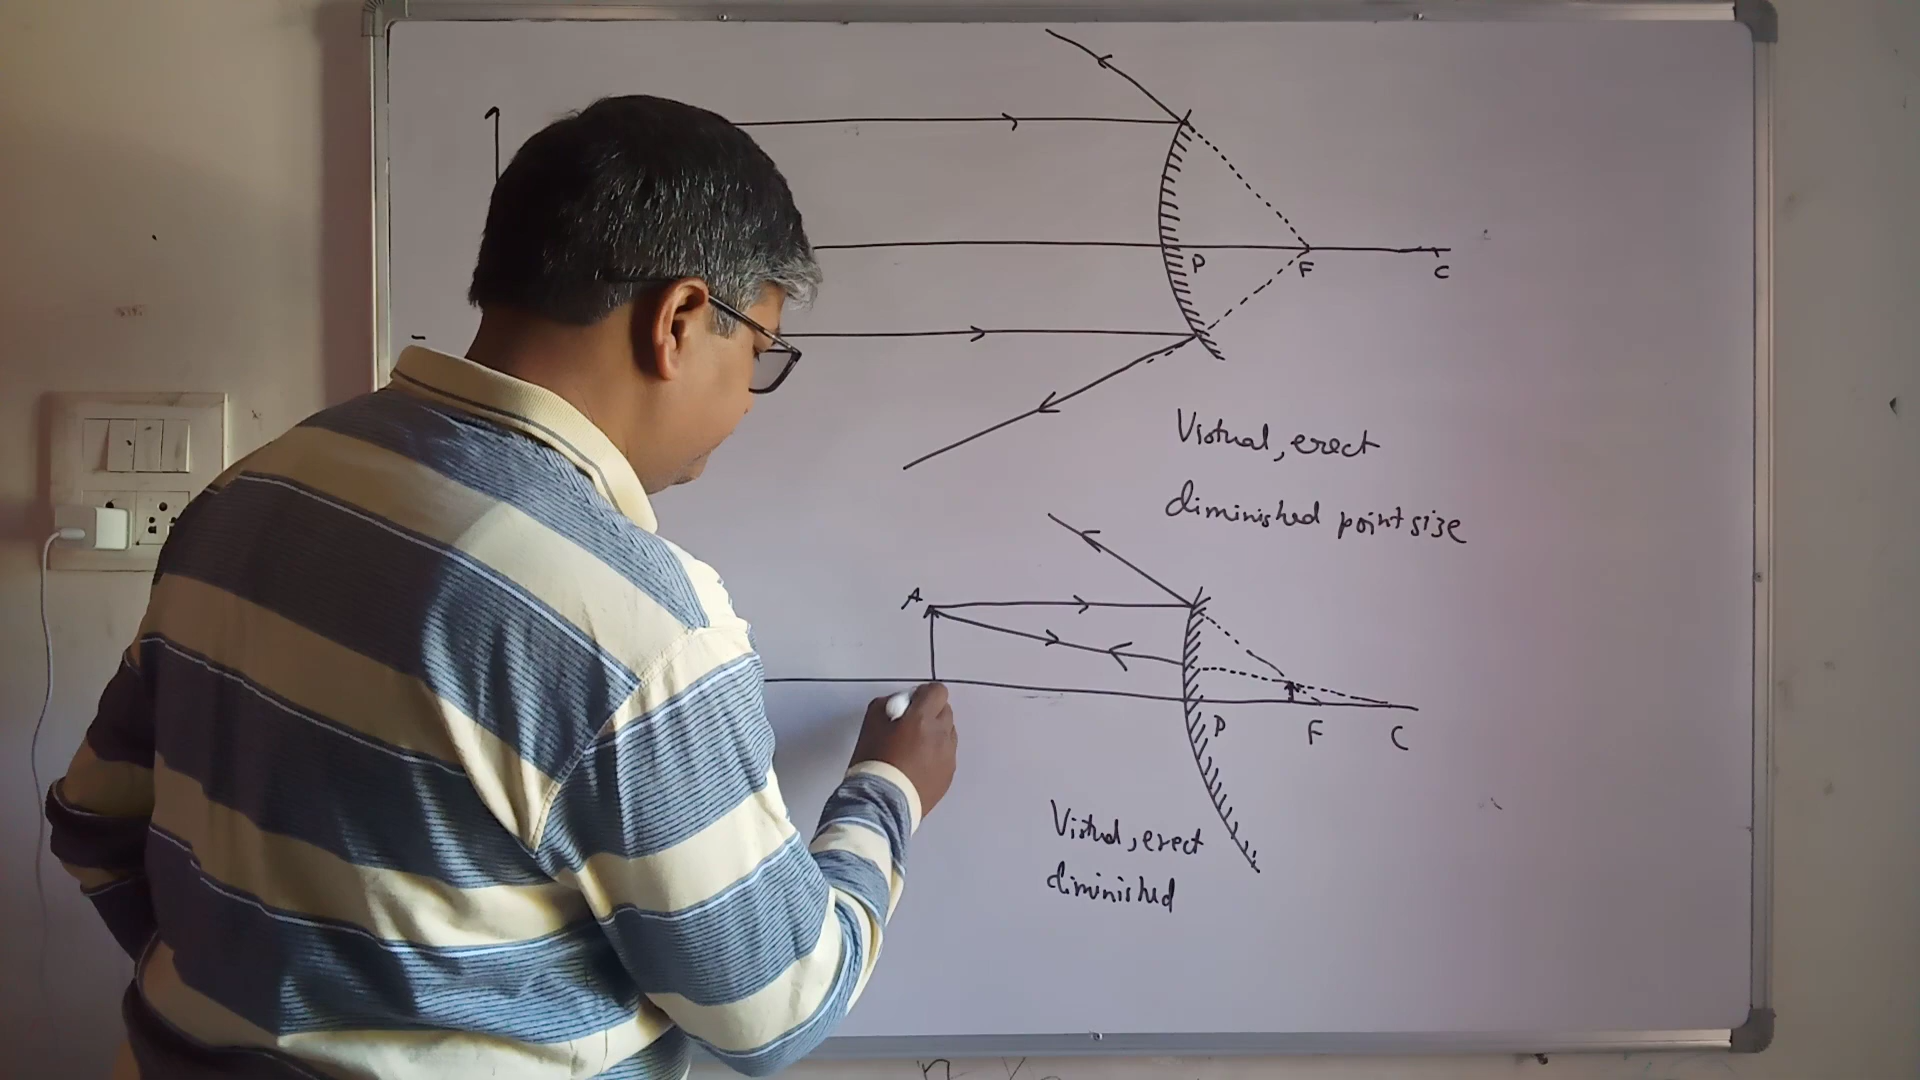 P F C
Virtual, erect
diminished point size
A
P F C
Virtual, erect
diminished